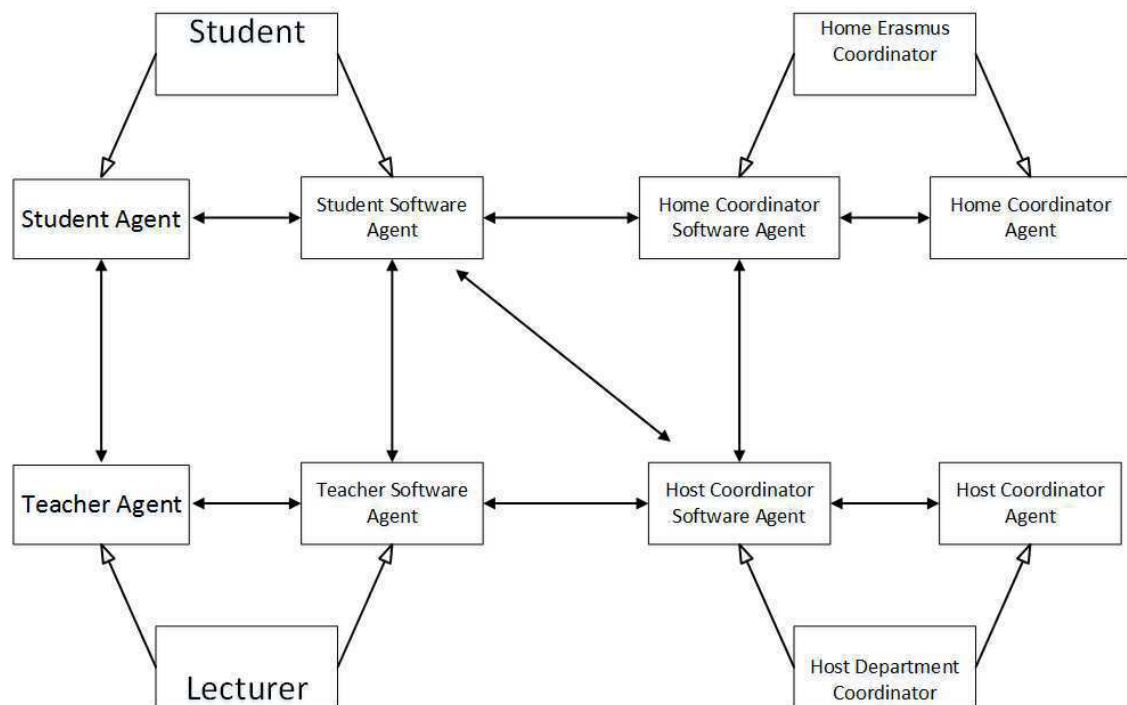 Student
Home Erasmus
Coordinator
Student Agent
Student Software
Agent
Home Coordinator
Software Agent
Home Coordinator
Agent
Teacher Agent
Teacher Software
Agent
Host Coordinator
Software Agent
Host Coordinator
Agent
Lecturer
Host Department
Coordinator